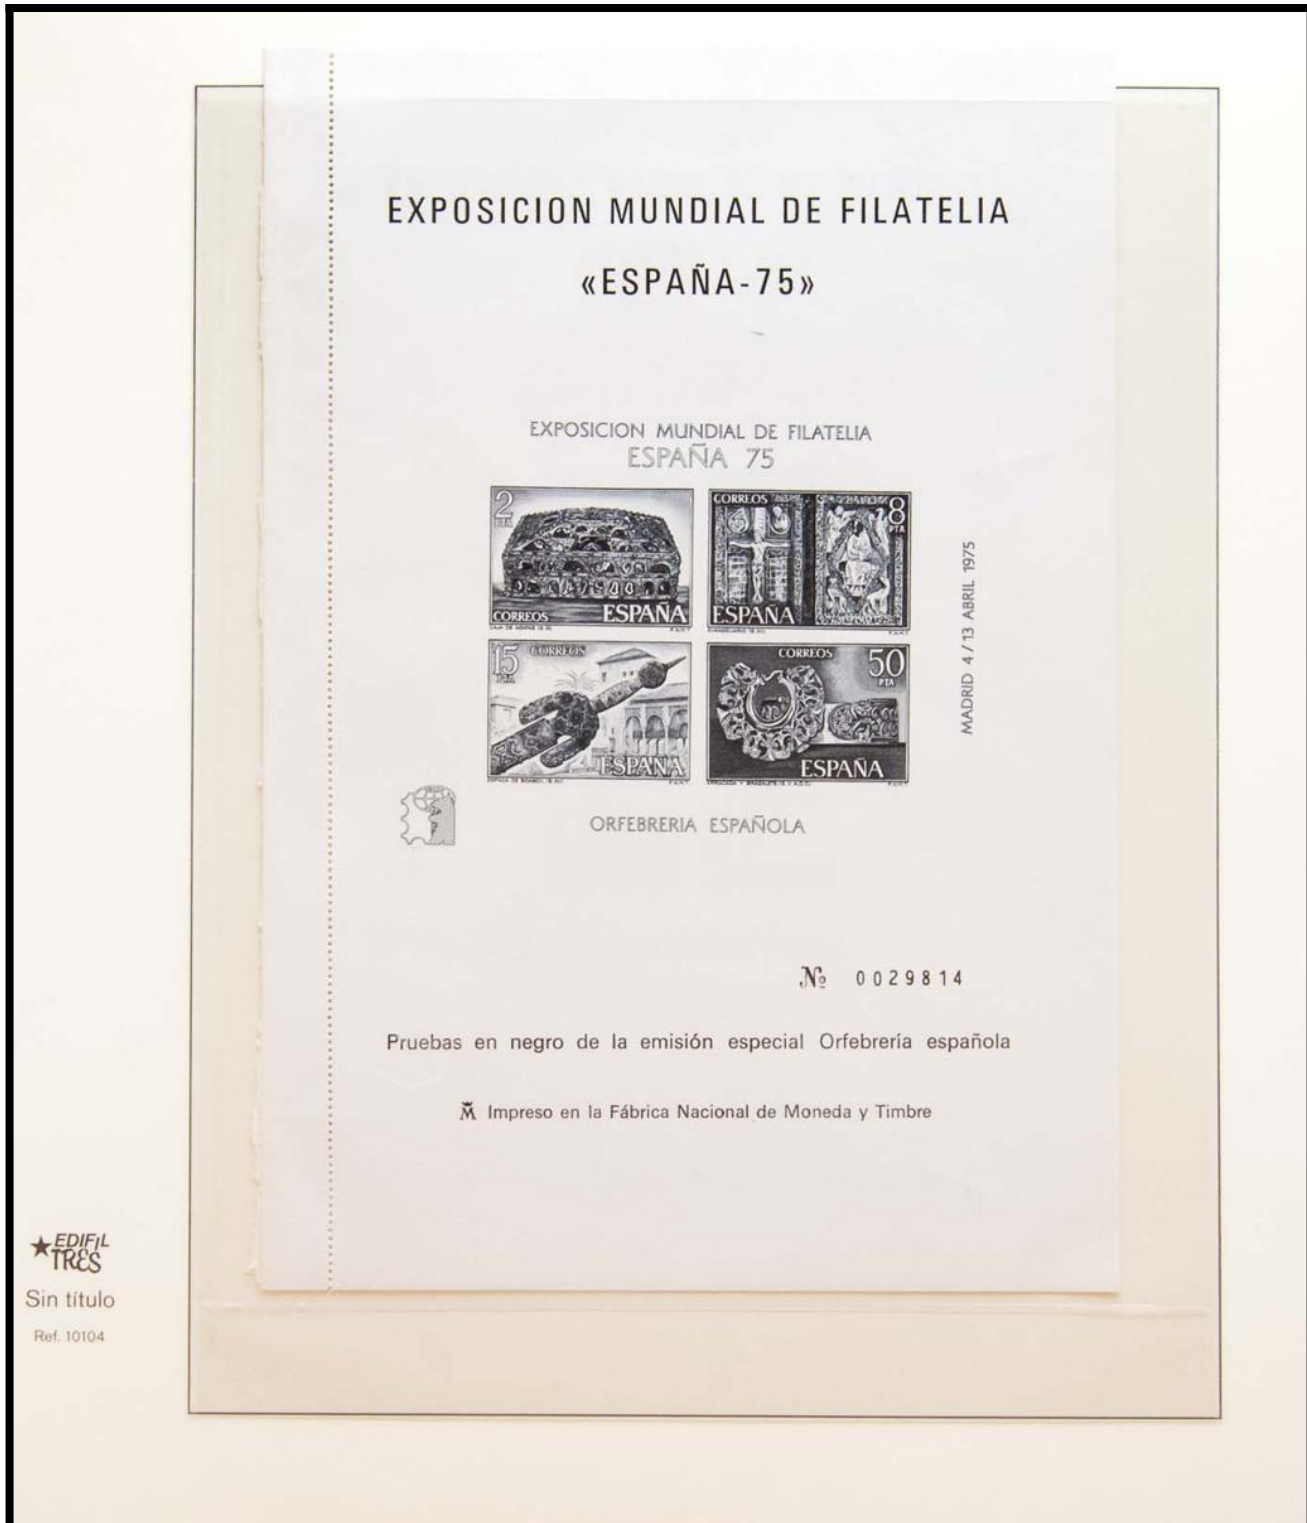 EXPOSICION MUNDIAL DE FILATELIA
«ESPAÑA-75»
EXPOSICION MUNDIAL DE FILATELIA
ESPAÑA 75
2
PTA
CORREOS
ESPAÑA
CORREOS
8
PTA
ESPAÑA
15
PTA
CORREOS
ESPAÑA
CORREOS
50
PTA
ESPAÑA
MADRID 4/13 ABRIL 1975
ORFEBRERIA ESPAÑOLA
Nº 0029814
Pruebas en negro de la emisión especial Orfebrería española
M Impreso en la Fábrica Nacional de Moneda y Timbre
EDIFIL
TRES
Sin título
Ref. 10104